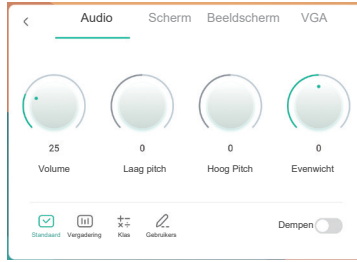 Audio Scherm Beeldscherm VGA
25 0 0 0
Volume Laag pitch Hoog Pitch Evenwicht
Standaard Vergadering Klas Gebruikers Dempen